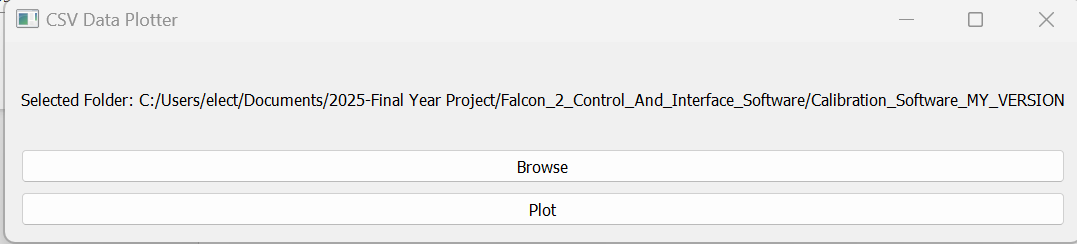 CSV Data Plotter
Selected Folder: C:/Users/elect/Documents/2025-Final Year Project/Falcon_2_Control_And_Interface_Software/Calibration_Software_MY_VERSION
Browse
Plot